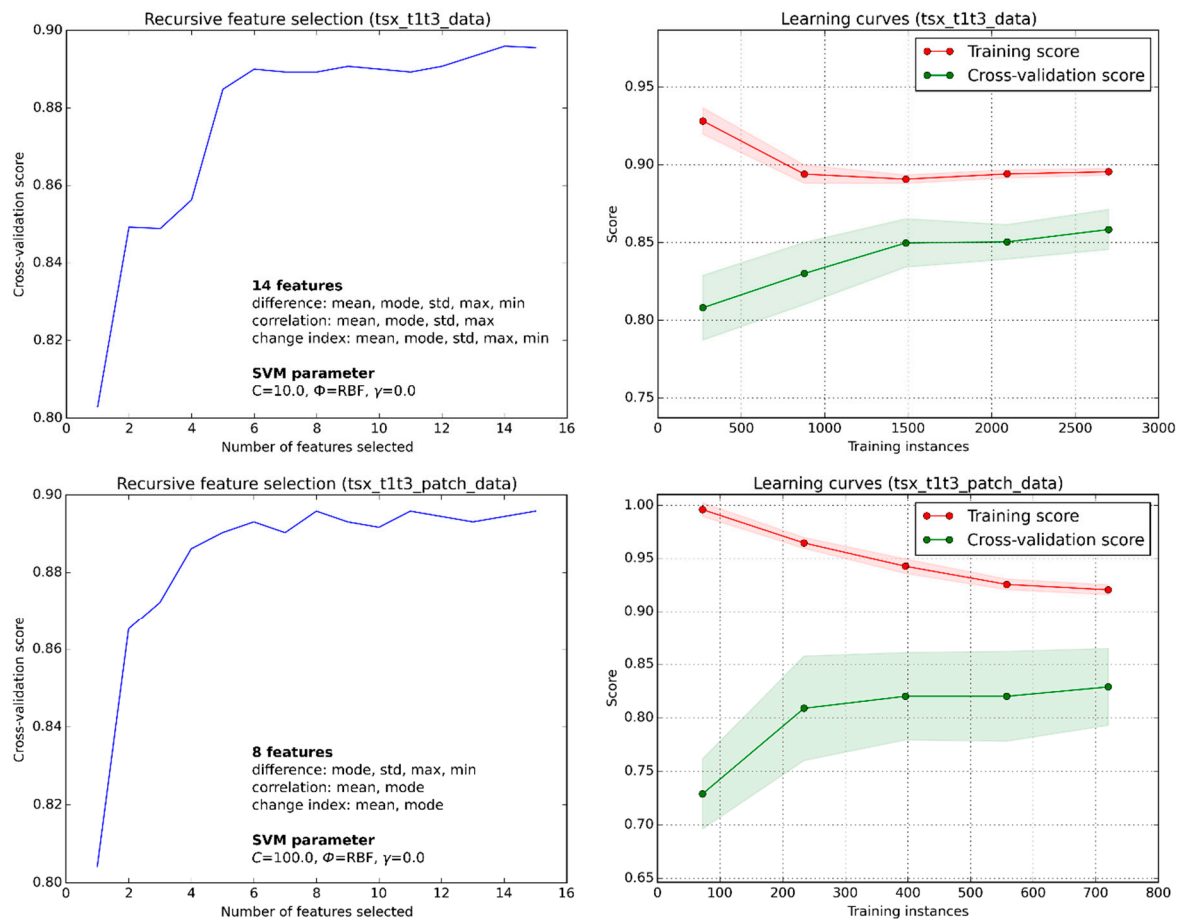 Recursive feature selection (tsx_t1t3_data)
0.90
0.88
0.86
0.84
0.82
0.80
Cross-validation score
14 features
difference: mean, mode, std, max, min
correlation: mean, mode, std, max
change index: mean, mode, std, max, min
SVM parameter
C=10.0, Φ=RBF, γ=0.0
0 2 4 6 8 10 12 14 16
Number of features selected
Learning curves (tsx_t1t3_data)
Training score
Cross-validation score
0.95
0.90
0.85
0.80
0.75
Score
0 500 1000 1500 2000 2500 3000
Training instances
Recursive feature selection (tsx_t1t3_patch_data)
0.90
0.88
0.86
0.84
0.82
0.80
Cross-validation score
8 features
difference: mode, std, max, min
correlation: mean, mode
change index: mean, mode
SVM parameter
C=100.0, Φ=RBF, γ=0.0
0 2 4 6 8 10 12 14 16
Number of features selected
Learning curves (tsx_t1t3_patch_data)
Training score
Cross-validation score
1.00
0.95
0.90
0.85
0.80
0.75
0.70
0.65
Score
0 100 200 300 400 500 600 700 800
Training instances